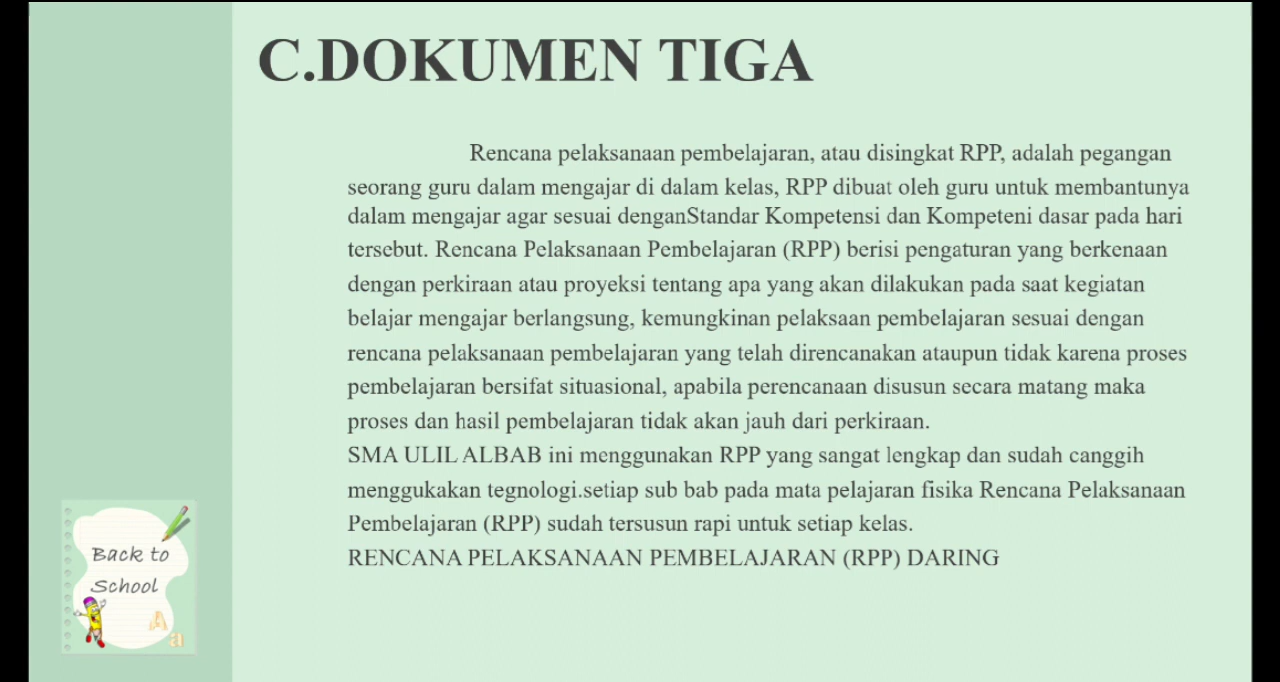 C.DOKUMEN TIGA
Rencana pelaksanaan pembelajaran, atau disingkat RPP, adalah pegangan
seorang guru dalam mengajar di dalam kelas, RPP dibuat oleh guru untuk membantunya
dalam mengajar agar sesuai denganStandar Kompetensi dan Kompeteni dasar pada hari
tersebut. Rencana Pelaksanaan Pembelajaran (RPP) berisi pengaturan yang berkenaan
dengan perkiraan atau proyeksi tentang apa yang akan dilakukan pada saat kegiatan
belajar mengajar berlangsung, kemungkinan pelaksaan pembelajaran sesuai dengan
rencana pelaksanaan pembelajaran yang telah direncanakan ataupun tidak karena proses
pembelajaran bersifat situasional, apabila perencanaan disusun secara matang maka
proses dan hasil pembelajaran tidak akan jauh dari perkiraan.
SMA ULIL ALBAB ini menggunakan RPP yang sangat lengkap dan sudah canggih
menggukakan tegnologi.setiap sub bab pada mata pelajaran fisika Rencana Pelaksanaan
Pembelajaran (RPP) sudah tersusun rapi untuk setiap kelas.
RENCANA PELAKSANAAN PEMBELAJARAN (RPP) DARING
Back to
School
A
a